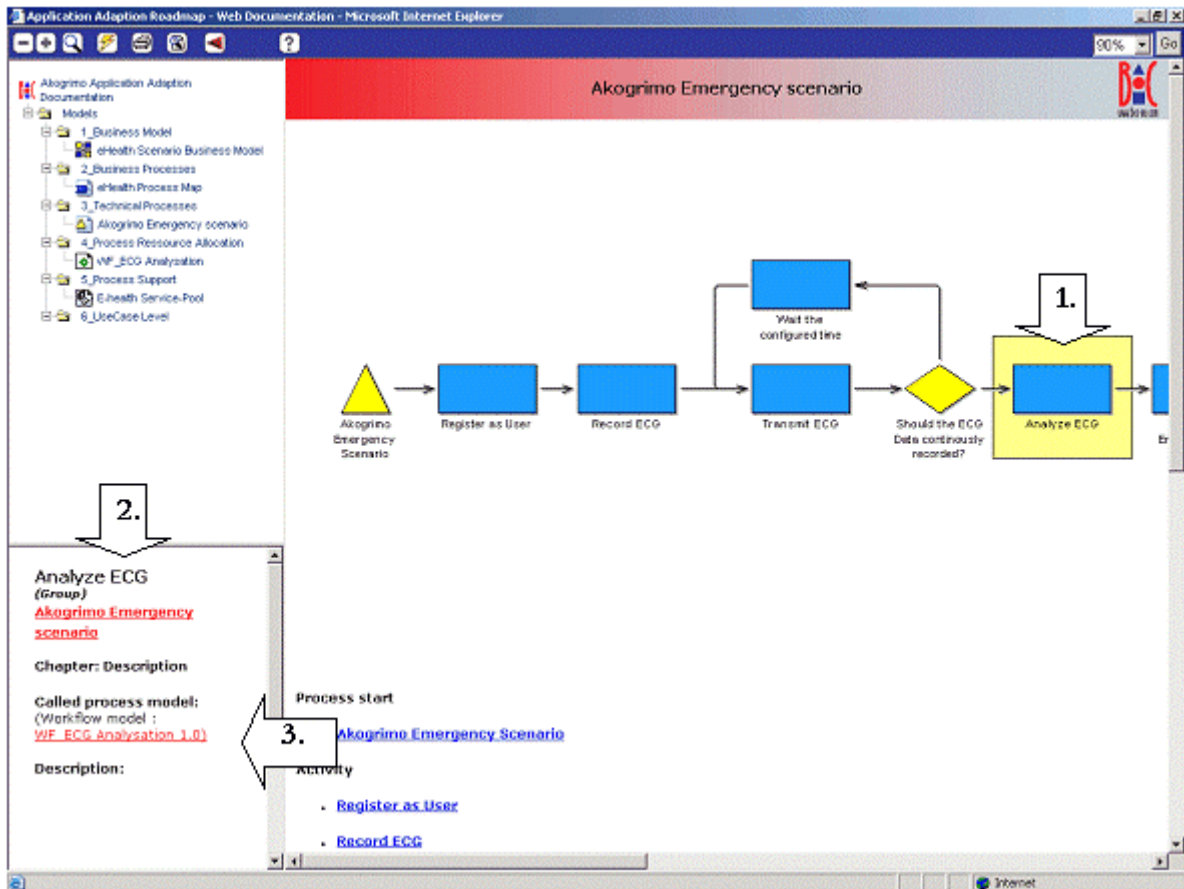 Application Adaption Roadmap - Web Documentation - Microsoft Internet Explorer
?
90%
Go
Akogrimo Application Adaption
Documentation
Models
1_Business Model
eHealth Scenario Business Model
2_Business Processes
eHealth Process Map
3_Technical Processes
Akogrimo Emergency scenario
4_Process Ressource Allocation
WF_ECG Analyzation
5_Process Support
E-health Service-Pool
6_UseCase Level
Akogrimo Emergency scenario
1.
Wait the
configured time
Akogrimo
Emergency
Scenario
Register as User
Record ECG
Transmit ECG
Should the ECG
Data continously
recorded?
Analyze ECG
2.
Analyze ECG
(Group)
Akogrimo Emergency
scenario
Chapter: Description
Called process model:
(Workflow model :
WF_ECG Analysation 1.0)
Description:
3.
Process start
Akogrimo Emergency Scenario
Activity
Register as User
Record ECG
Internet